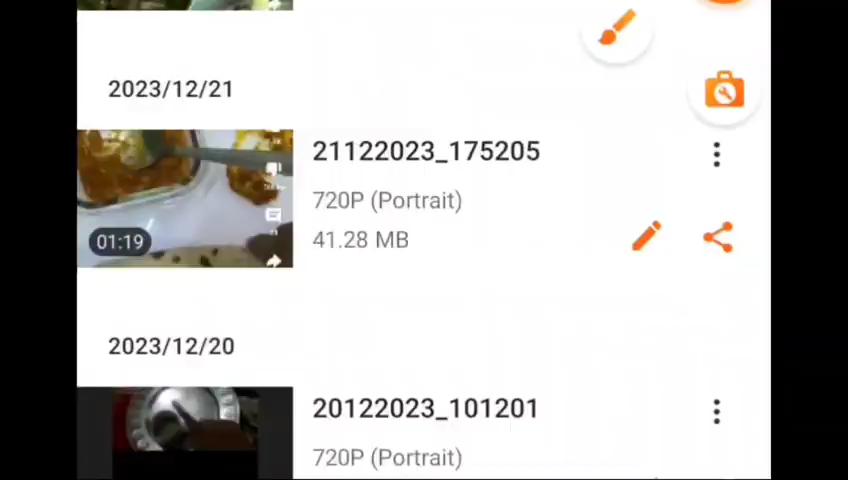 2023/12/21
21122023_175205
720P (Portrait)
41.28 MB
01:19
2023/12/20
20122023_101201
720P (Portrait)